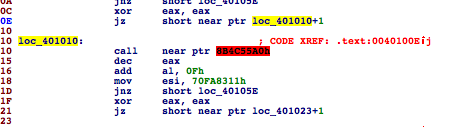 0A jnz short loc_40105E
0C xor eax, eax
0E jz short near ptr loc_401010+1
10
10 loc_401010: ; CODE XREF: .text:0040100E↑j
10 call near ptr 8B4C55A0h
15 dec eax
16 add al, 0Fh
18 mov esi, 70FA8311h
1D jnz short loc_40105E
1F xor eax, eax
21 jz short near ptr loc_401023+1
23